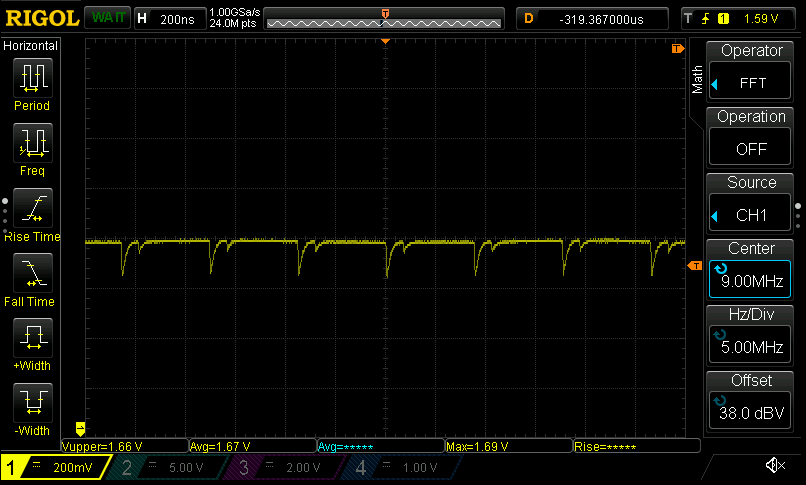 RIGOL WAIT H 200ns 1.00GSa/s
24.0M pts
T
D -319.367000us T 1 1.59 V
Horizontal
Period
Freq
Rise Time
Fall Time
+Width
-Width
T
T
Math
Operator
FFT
Operation
OFF
Source
CH1
Center
9.00MHz
Hz/Div
5.00MHz
Offset
38.0 dBV
Vupper=1.66 V Avg=1.67 V Avg=***** Max=1.69 V Rise=*****
1 200mV 2 5.00 V 3 2.00 V 4 1.00 V